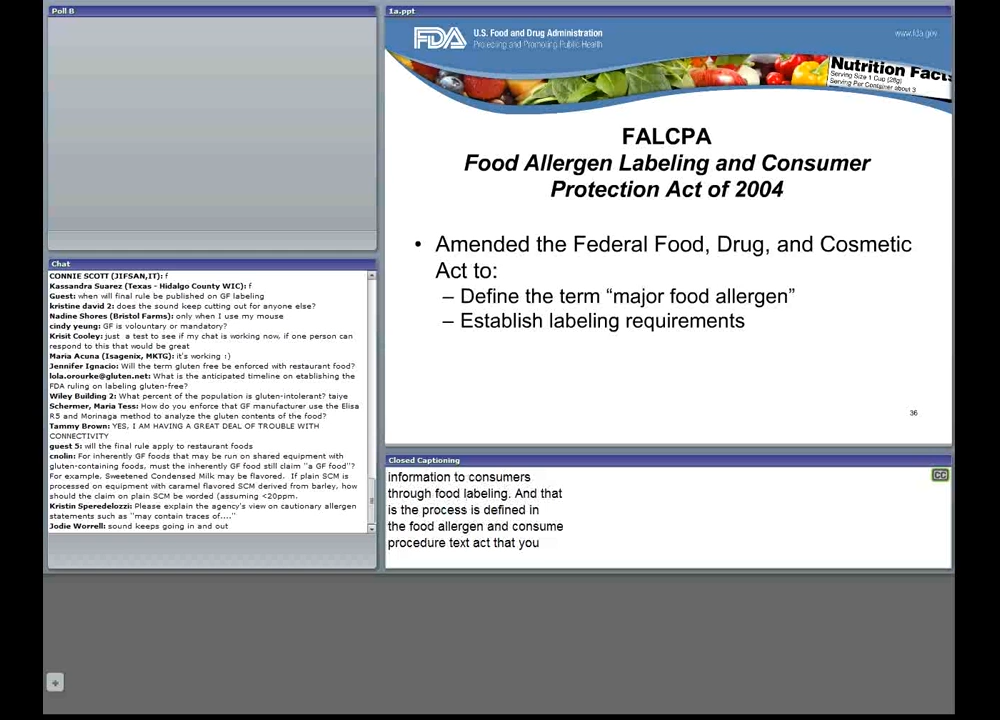 Poll B
Chat
CONNIE SCOTT (JIFSAN,IT): f
Kassandra Suarez (Texas - Hidalgo County WIC): f
Guest: when will final rule be published on GF labeling
kristine david 2: does the sound keep cutting out for anyone else?
Nadine Shores (Bristol Farms): only when I use my mouse
cindy yeung: GF is voluntary or mandatory?
Krisit Cooley: just a test to see if my chat is working now, if one person can
respond to this that would be great
Maria Acuna (Isagenix, MKTG): it's working :)
Jennifer Ignacio: Will the term gluten free be enforced with restaurant food?
lola.orourke@gluten.net: What is the anticipated timeline on etablishing the
FDA ruling on labeling gluten-free?
Wiley Building 2: What percent of the population is gluten-intolerant? taiye
Schermer, Maria Tess: How do you enforce that GF manufacturer use the Elisa
R5 and Morinaga method to analyze the gluten contents of the food?
Tammy Brown: YES, I AM HAVING A GREAT DEAL OF TROUBLE WITH
CONNECTIVITY
guest 5: will the final rule apply to restaurant foods
cnolin: For inherently GF foods that may be run on shared equipment with
gluten-containing foods, must the inherently GF food still claim "a GF food"?
For example, Sweetened Condensed Milk may be flavored. If plain SCM is
processed on equipment with caramel flavored SCM derived from barley, how
should the claim on plain SCM be worded (assuming <20ppm.
Kristin Speredelozzi: Please explain the agency's view on cautionary allergen
statements such as "may contain traces of...."
Jodie Worrell: sound keeps going in and out
1a.ppt
FDA U.S. Food and Drug Administration
Protecting and Promoting Public Health
www.fda.gov
Nutrition Facts
Serving Size 1 Cup (28g)
Serving Per Container about 3
FALCPA
Food Allergen Labeling and Consumer
Protection Act of 2004
• Amended the Federal Food, Drug, and Cosmetic
Act to:
– Define the term “major food allergen”
– Establish labeling requirements
36
Closed Captioning
CC
information to consumers
through food labeling. And that
is the process is defined in
the food allergen and consume
procedure text act that you